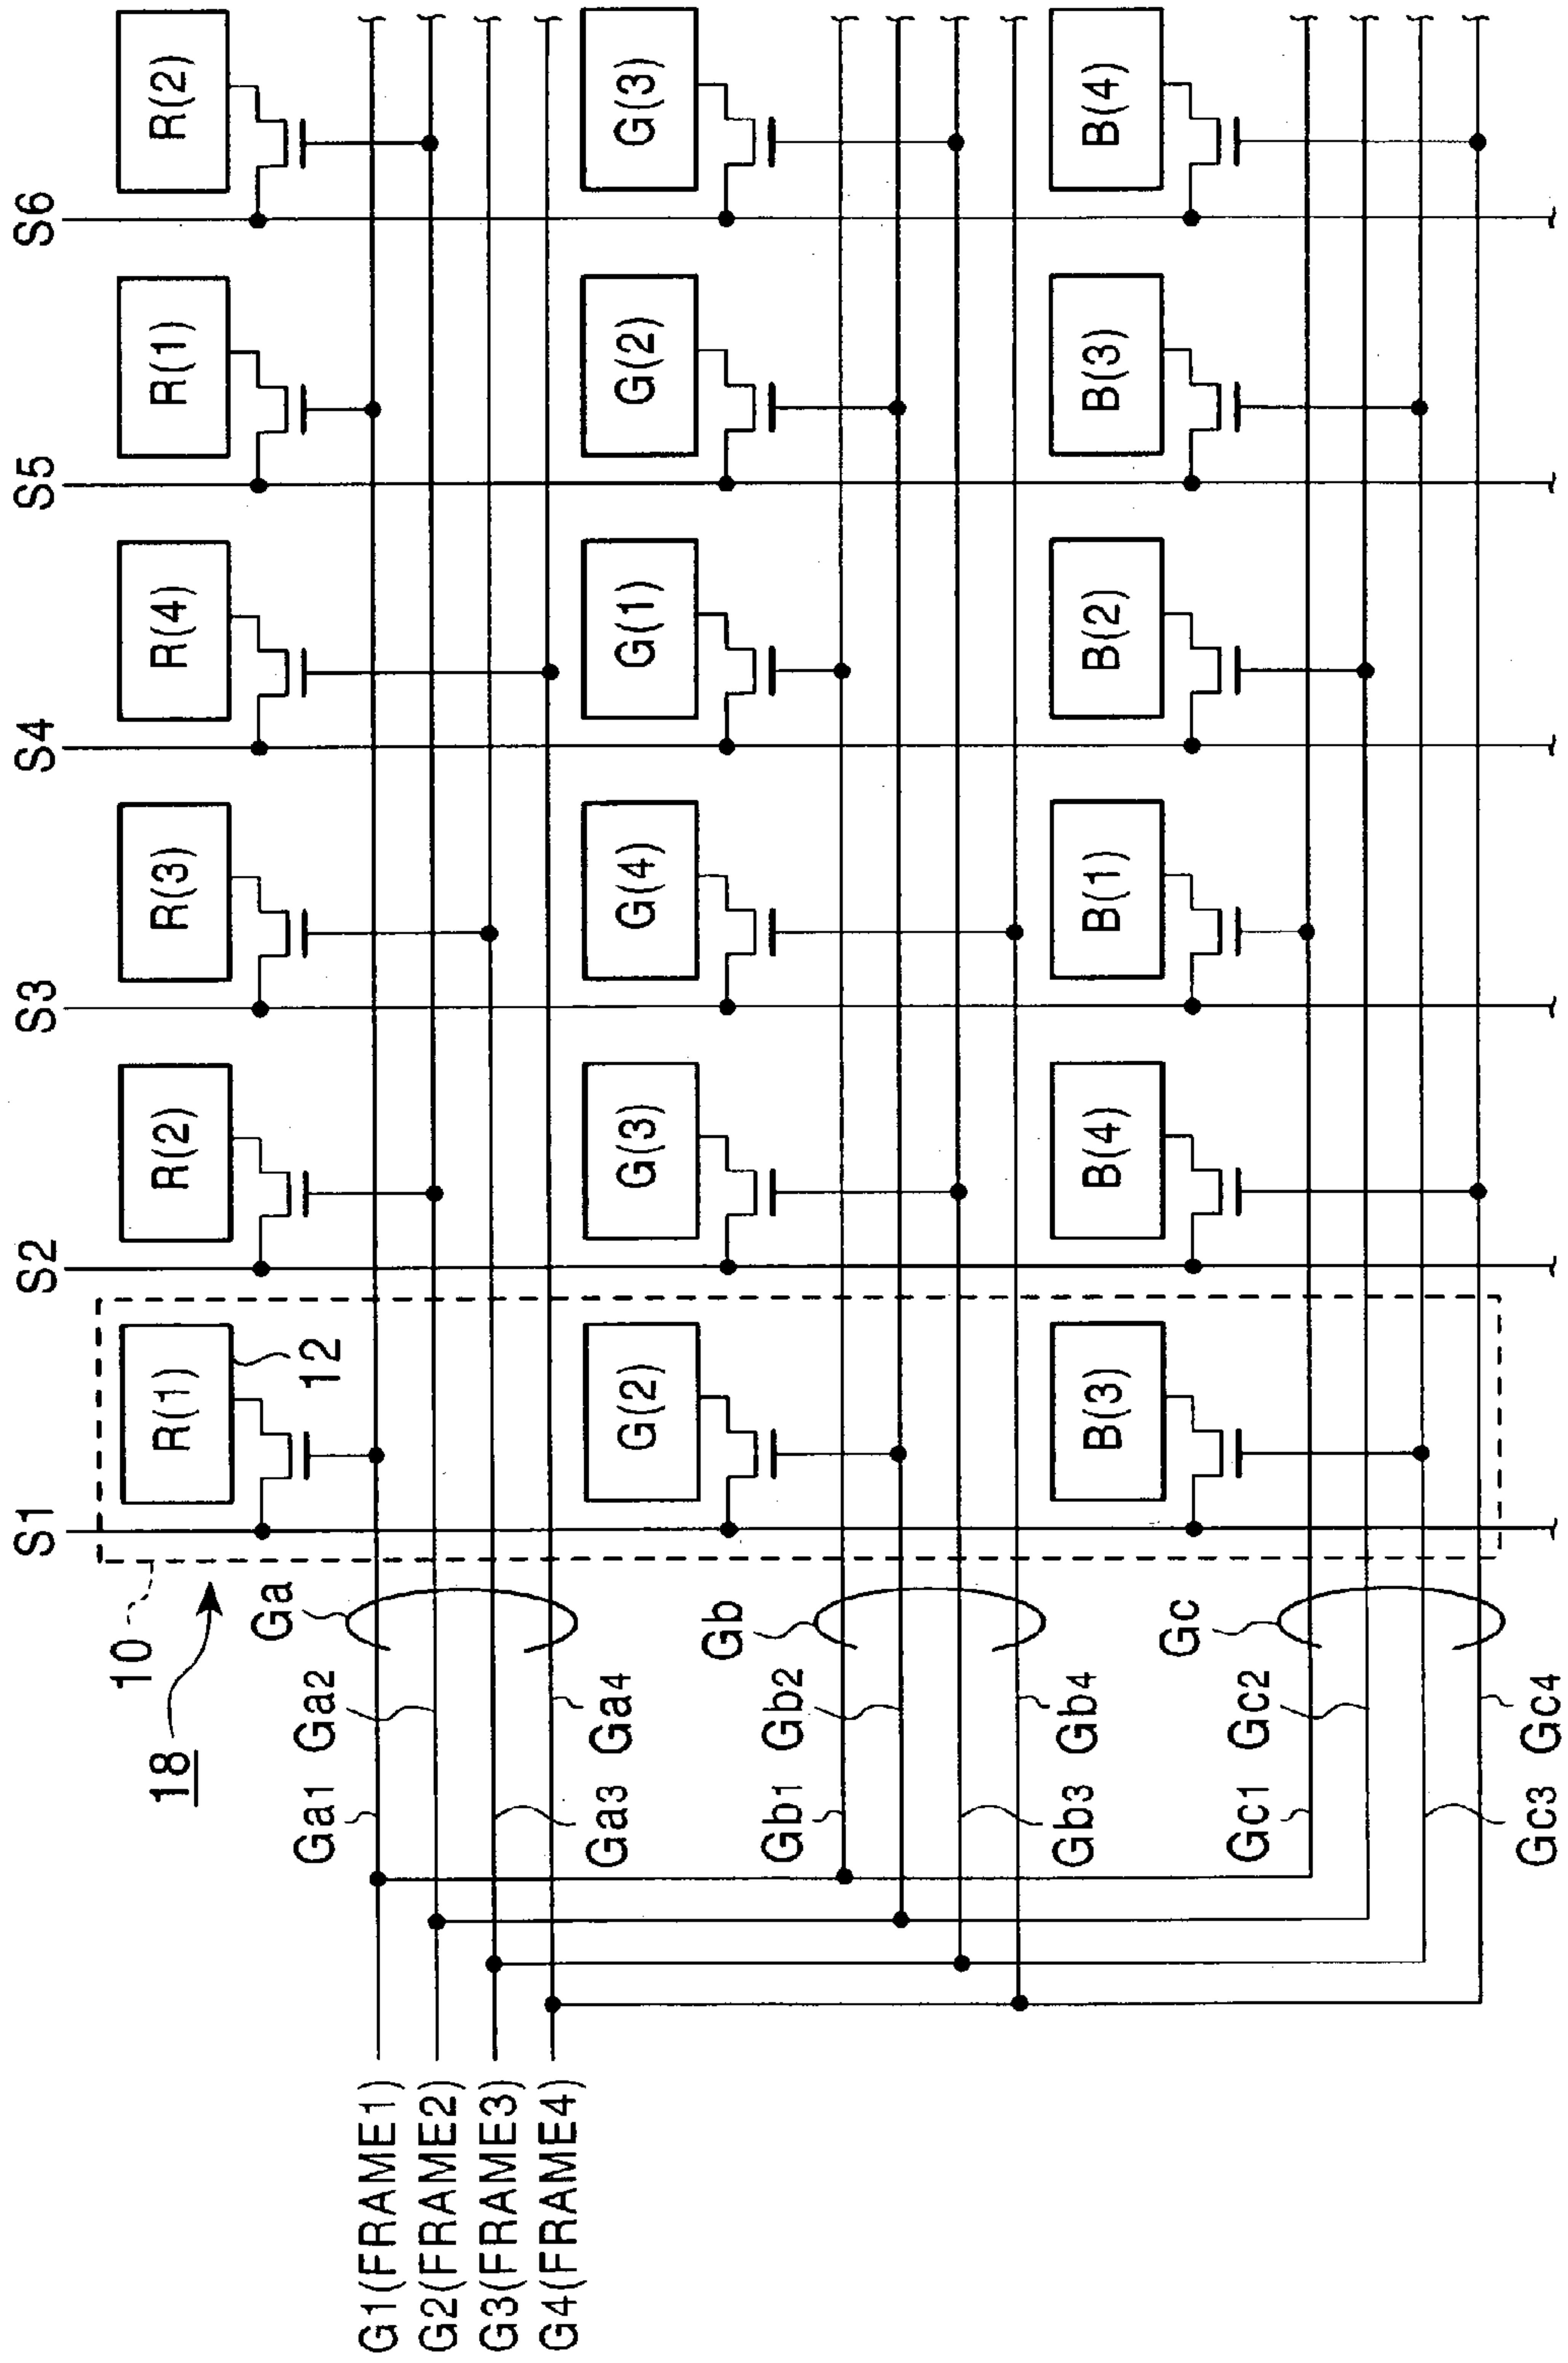 S1 S2 S3 S4 S5 S6
10
18
R(1) R(2) R(3) R(4) R(1) R(2)
12
Ga
Ga1 Ga2
G1(FRAME1)
G2(FRAME2)
G3(FRAME3)
G4(FRAME4)
Ga3 Ga4
G(2) G(3) G(4) G(1) G(2) G(3)
Gb
Gb1 Gb2
Gb3 Gb4
B(3) B(4) B(1) B(2) B(3) B(4)
Gc
Gc1 Gc2
Gc3 Gc4